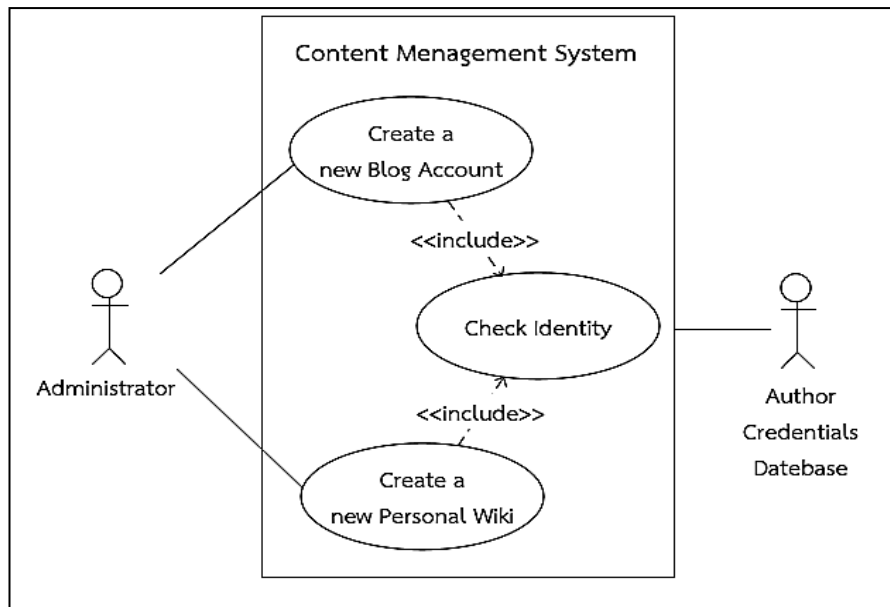 Content Menagement System
Create a
new Blog Account
<<include>>
Check Identity
Administrator
<<include>>
Author
Credentials
Datebase
Create a
new Personal Wiki